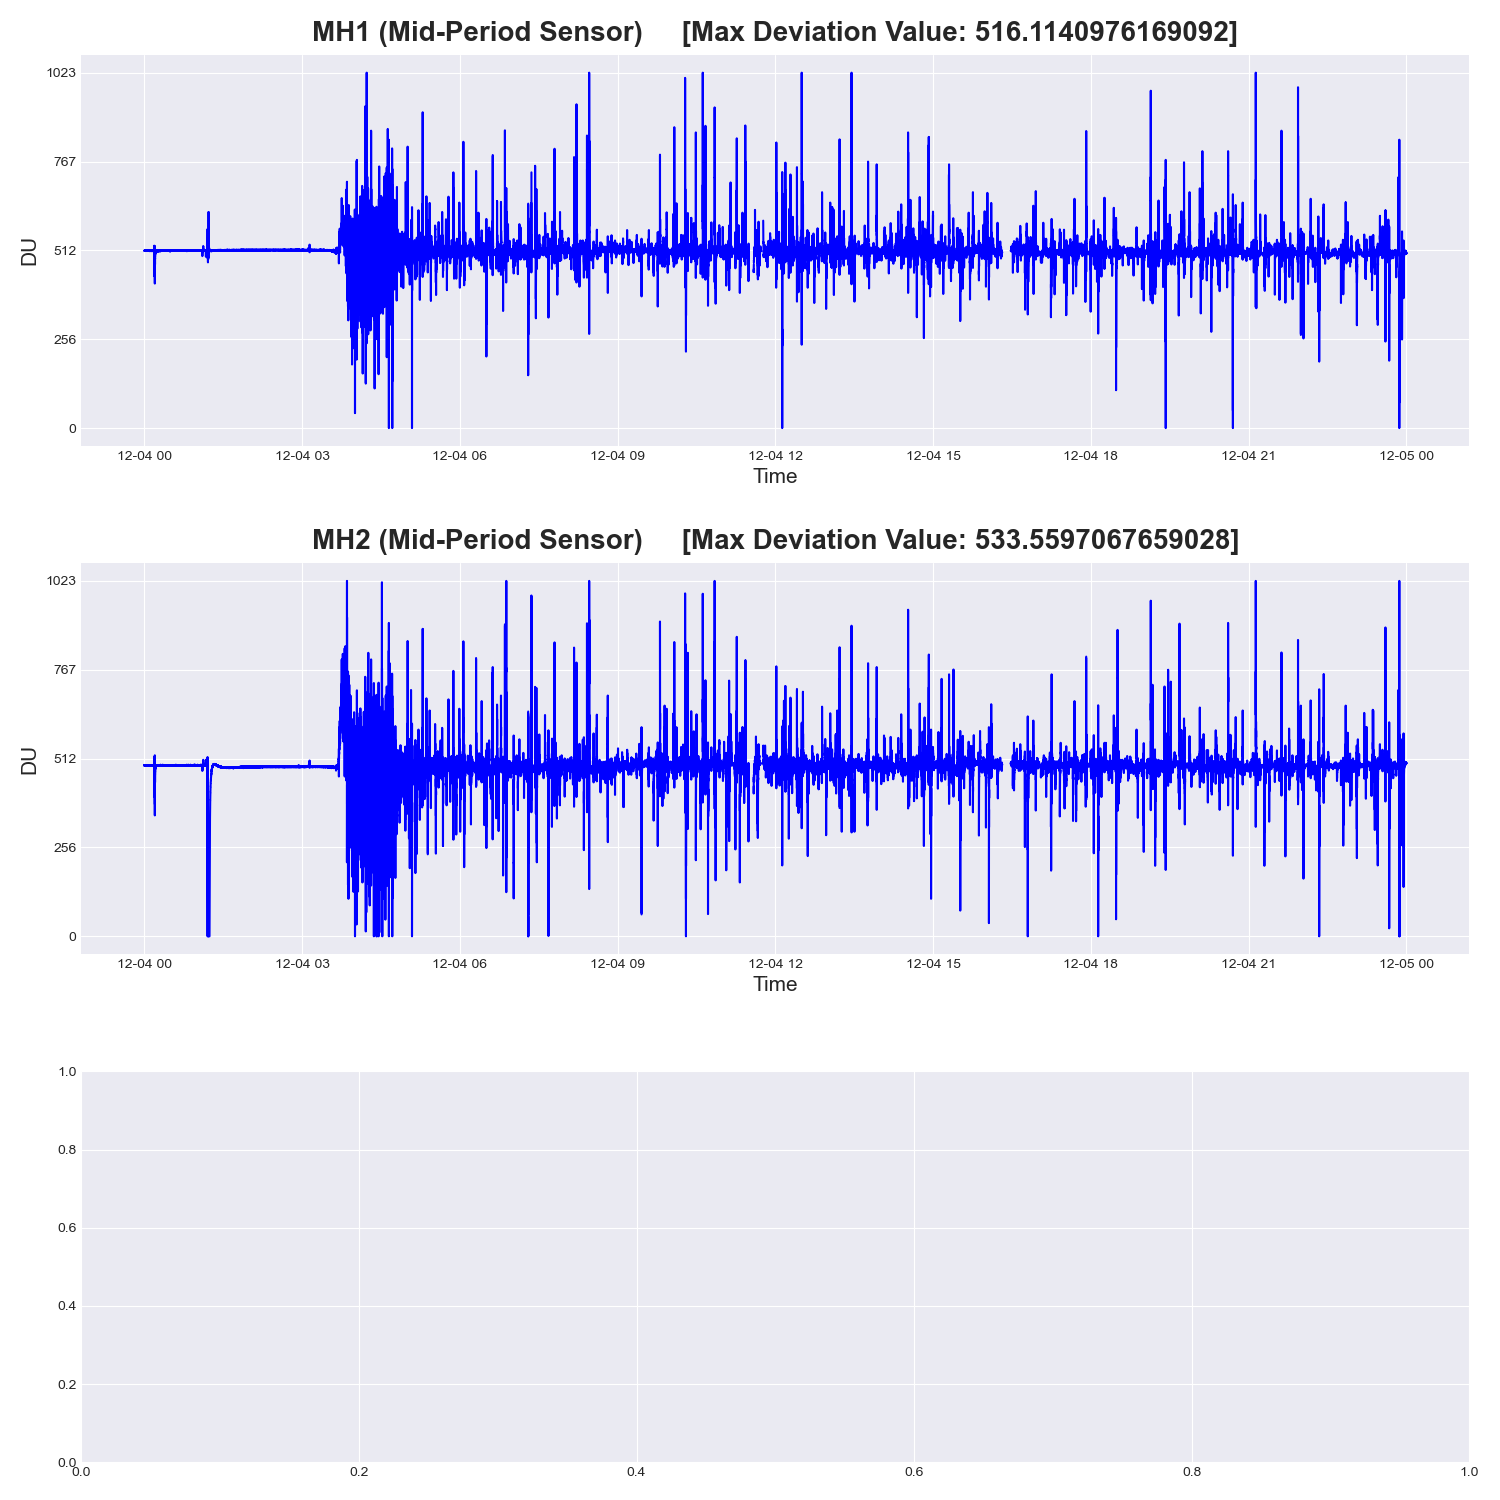 MH1 (Mid-Period Sensor) [Max Deviation Value: 516.1140976169092]
1023
767
512
256
0
DU
12-04 00 12-04 03 12-04 06 12-04 09 12-04 12 12-04 15 12-04 18 12-04 21 12-05 00
Time
MH2 (Mid-Period Sensor) [Max Deviation Value: 533.5597067659028]
1023
767
512
256
0
DU
12-04 00 12-04 03 12-04 06 12-04 09 12-04 12 12-04 15 12-04 18 12-04 21 12-05 00
Time
1.0
0.8
0.6
0.4
0.2
0.0
0.0 0.2 0.4 0.6 0.8 1.0